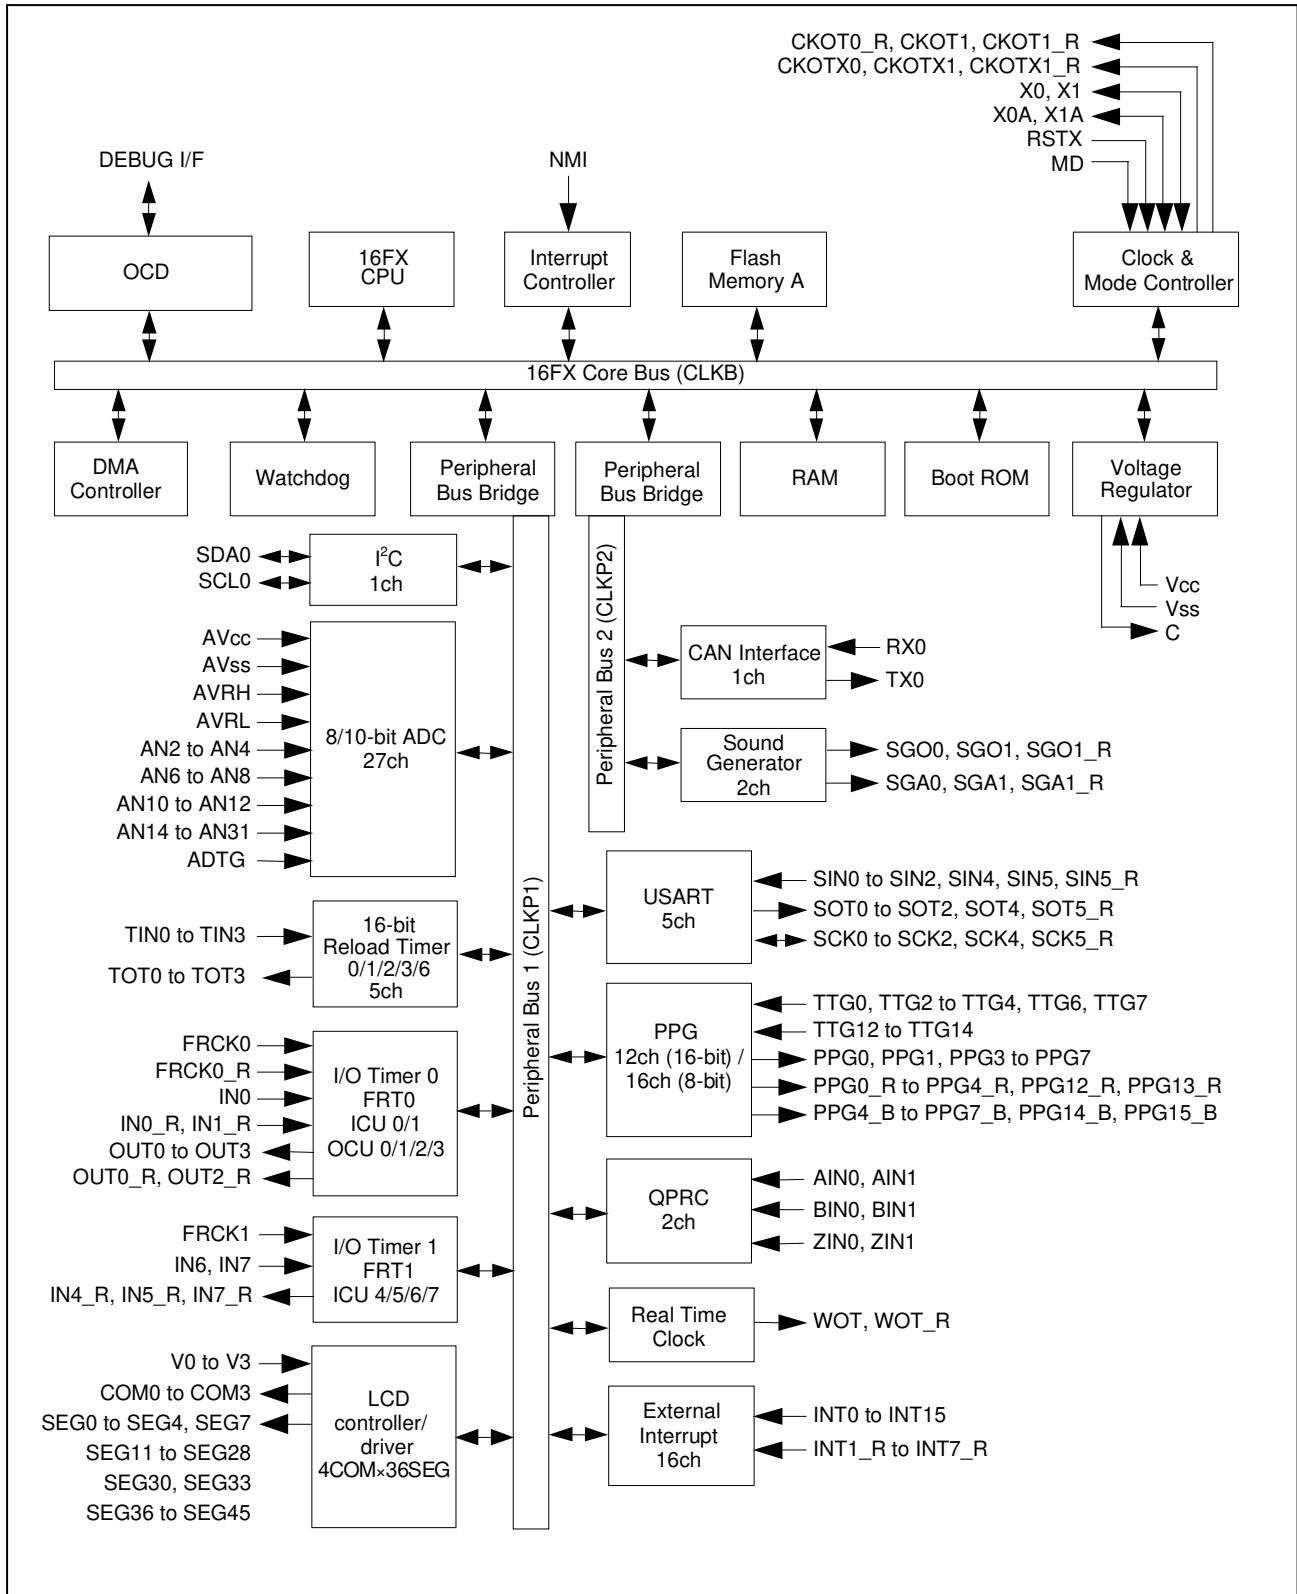 CKOT0_R, CKOT1, CKOT1_R
CKOTX0, CKOTX1, CKOTX1_R
X0, X1
X0A, X1A
RSTX
MD
DEBUG I/F
NMI
OCD
16FX
CPU
Interrupt
Controller
Flash
Memory A
Clock &
Mode Controller
16FX Core Bus (CLKB)
DMA
Controller
Watchdog
Peripheral
Bus Bridge
Peripheral
Bus Bridge
RAM
Boot ROM
Voltage
Regulator
Vcc
Vss
C
Peripheral Bus 1 (CLKP1)
Peripheral Bus 2 (CLKP2)
SDA0
SCL0
I²C
1ch
AVcc
AVss
AVRH
AVRL
AN2 to AN4
AN6 to AN8
AN10 to AN12
AN14 to AN31
ADTG
8/10-bit ADC
27ch
TIN0 to TIN3
TOT0 to TOT3
16-bit
Reload Timer
0/1/2/3/6
5ch
FRCK0
FRCK0_R
IN0
IN0_R, IN1_R
OUT0 to OUT3
OUT0_R, OUT2_R
I/O Timer 0
FRT0
ICU 0/1
OCU 0/1/2/3
FRCK1
IN6, IN7
IN4_R, IN5_R, IN7_R
I/O Timer 1
FRT1
ICU 4/5/6/7
V0 to V3
COM0 to COM3
SEG0 to SEG4, SEG7
SEG11 to SEG28
SEG30, SEG33
SEG36 to SEG45
LCD
controller/
driver
4COM×36SEG
CAN Interface
1ch
RX0
TX0
Sound
Generator
2ch
SGO0, SGO1, SGO1_R
SGA0, SGA1, SGA1_R
USART
5ch
SIN0 to SIN2, SIN4, SIN5, SIN5_R
SOT0 to SOT2, SOT4, SOT5_R
SCK0 to SCK2, SCK4, SCK5_R
PPG
12ch (16-bit) /
16ch (8-bit)
TTG0, TTG2 to TTG4, TTG6, TTG7
TTG12 to TTG14
PPG0, PPG1, PPG3 to PPG7
PPG0_R to PPG4_R, PPG12_R, PPG13_R
PPG4_B to PPG7_B, PPG14_B, PPG15_B
QPRC
2ch
AIN0, AIN1
BIN0, BIN1
ZIN0, ZIN1
Real Time
Clock
WOT, WOT_R
External
Interrupt
16ch
INT0 to INT15
INT1_R to INT7_R